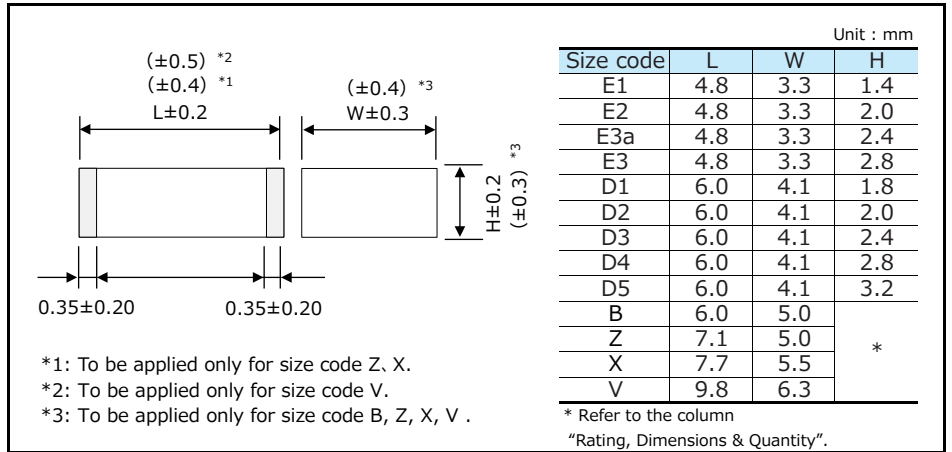 Unit : mm
(±0.5) *2
(±0.4) *1
L±0.2
(±0.4) *3
W±0.3
H±0.2
(±0.3) *3
0.35±0.20
0.35±0.20
*1: To be applied only for size code Z、X.
*2: To be applied only for size code V.
*3: To be applied only for size code B, Z, X, V .
Size code L W H
E1 4.8 3.3 1.4
E2 4.8 3.3 2.0
E3a 4.8 3.3 2.4
E3 4.8 3.3 2.8
D1 6.0 4.1 1.8
D2 6.0 4.1 2.0
D3 6.0 4.1 2.4
D4 6.0 4.1 2.8
D5 6.0 4.1 3.2
B 6.0 5.0
Z 7.1 5.0 *
X 7.7 5.5
V 9.8 6.3
* Refer to the column
“Rating, Dimensions & Quantity”.